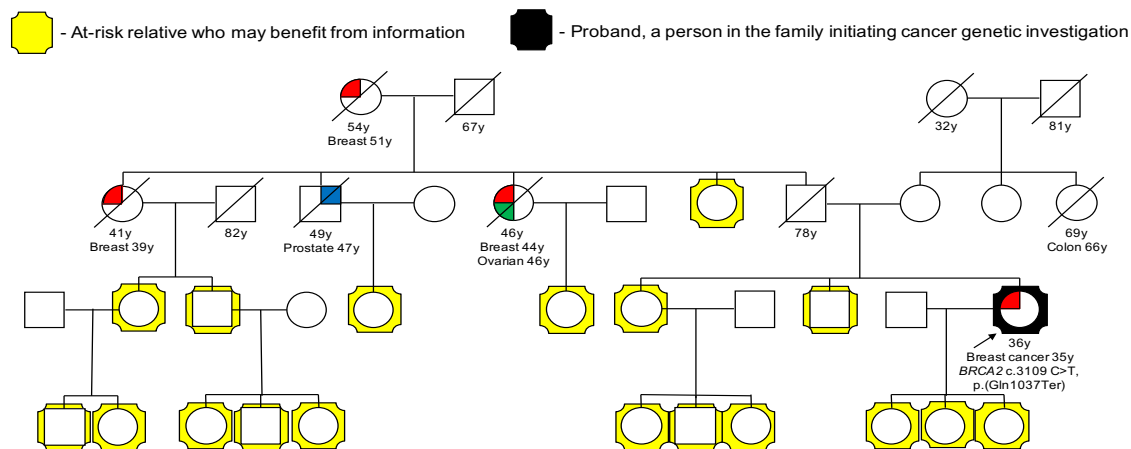 - At-risk relative who may benefit from information
- Proband, a person in the family initiating cancer genetic investigation
54y
Breast 51y
67y
32y
81y
41y
Breast 39y
82y
49y
Prostate 47y
46y
Breast 44y
Ovarian 46y
78y
69y
Colon 66y
36y
Breast cancer 35y
BRCA2 c.3109 C>T,
p.(Gln1037Ter)